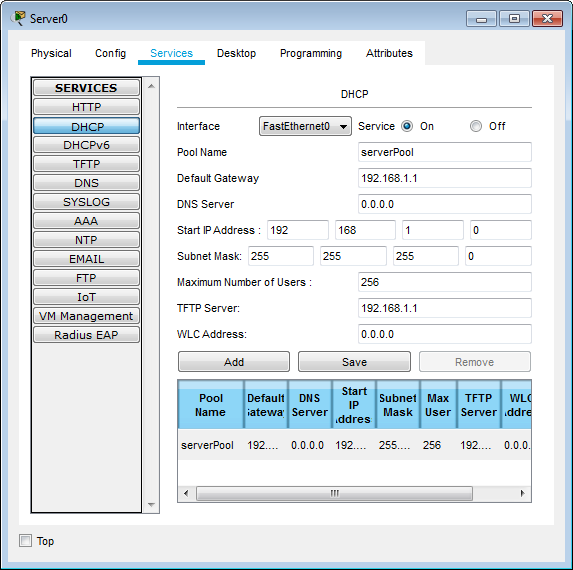 Server0
Physical Config Services Desktop Programming Attributes
SERVICES
HTTP
DHCP
DHCPv6
TFTP
DNS
SYSLOG
AAA
NTP
EMAIL
FTP
IoT
VM Management
Radius EAP
DHCP
Interface FastEthernet0 Service On Off
Pool Name serverPool
Default Gateway 192.168.1.1
DNS Server 0.0.0.0
Start IP Address : 192 168 1 0
Subnet Mask: 255 255 255 0
Maximum Number of Users : 256
TFTP Server: 192.168.1.1
WLC Address: 0.0.0.0
Add Save Remove
Pool Name Default Gateway DNS Server Start IP Addres Subnet Mask Max User TFTP Server WLC Addre
serverPool 192.... 0.0.0.0 192.... 255.... 256 192.... 0.0.0.
Top